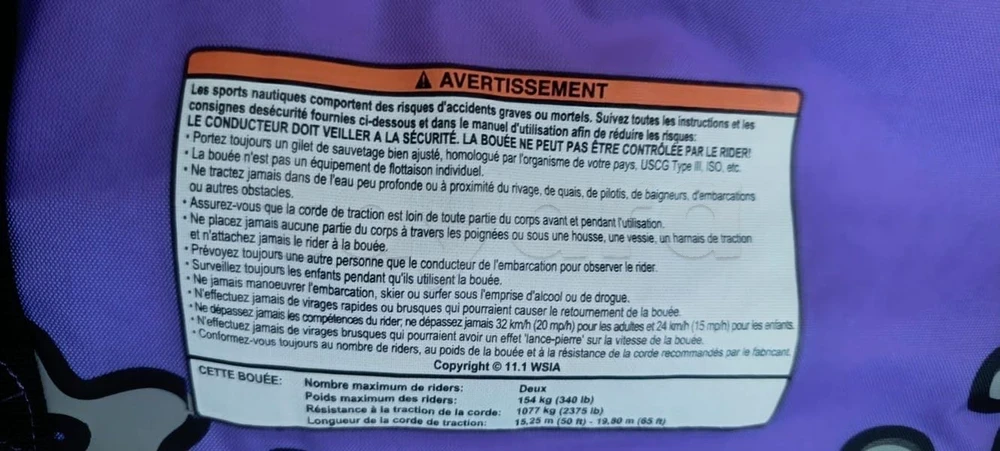 ⚠ AVERTISSEMENT
Les sports nautiques comportent des risques d'accidents graves ou mortels. Suivez toutes les instructions et les
consignes desécurité fournies ci-dessous et dans le manuel d'utilisation afin de réduire les risques:
LE CONDUCTEUR DOIT VEILLER A LA SÉCURITÉ. LA BOUÉE NE PEUT PAS ÊTRE CONTRÔLÉE PAR LE RIDER!
• Portez toujours un gilet de sauvetage bien ajusté, homologué par l'organisme de votre pays, USCG Type III, ISO, etc.
• La bouée n'est pas un équipement de flottaison individuel.
• Ne tractez jamais dans de l'eau peu profonde ou à proximité du rivage, de quais, de pilotis, de baigneurs, d'embarcations
ou autres obstacles.
• Assurez-vous que la corde de traction est loin de toute partie du corps avant et pendant l'utilisation.
• Ne placez jamais aucune partie du corps à travers les poignées ou sous une housse, une vessie, un harnais de traction
et n'attachez jamais le rider à la bouée.
• Prévoyez toujours une autre personne que le conducteur de l'embarcation pour observer le rider.
• Surveillez toujours les enfants pendant qu'ils utilisent la bouée.
• Ne jamais manoeuvrer l'embarcation, skier ou surfer sous l'emprise d'alcool ou de drogue.
• N'effectuez jamais de virages rapides ou brusques qui pourraient causer le retournement de la bouée.
• Ne dépassez jamais les compétences du rider, ne dépassez jamais 32 km/h (20 mp/h) pour les adultes et 24 km/h (15 mp/h) pour les enfants.
• N'effectuez jamais de virages brusques qui pourraient avoir un effet 'lance-pierre' sur la vitesse de la bouée.
• Conformez-vous toujours au nombre de riders, au poids de la bouée et à la résistance de la corde recommandés par le fabricant.
Copyright © 11.1 WSIA
CETTE BOUÉE: Nombre maximum de riders: Deux
Poids maximum des riders: 154 kg (340 lb)
Résistance à la traction de la corde: 1077 kg (2375 lb)
Longueur de la corde de traction: 15,25 m (50 ft) - 19,80 m (65 ft)